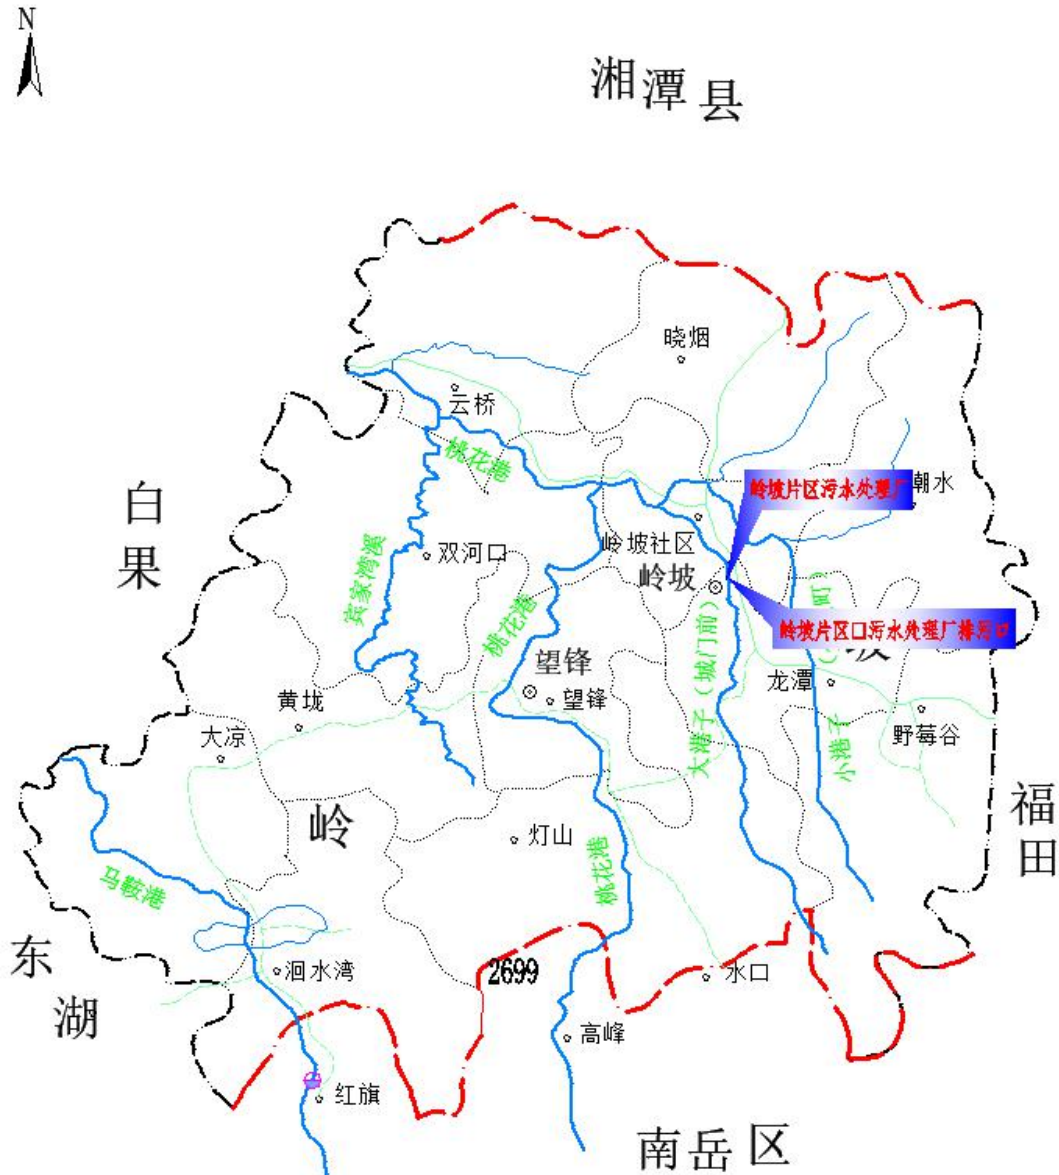 N
湘潭县
晓烟
云桥
桃花港
岭坡片区污水处理厂
潮水
白果
双河口
岭坡社区
岭坡
宾家湾溪
桃花港
岭坡片区口污水处理厂排污口
坡
望锋
望锋
龙潭
大港子（城门前）
小港子
黄垅
大凉
野莓谷
福田
岭
灯山
桃花港
马鞍港
东湖
洄水湾
2699
水口
高峰
红旗
南岳区